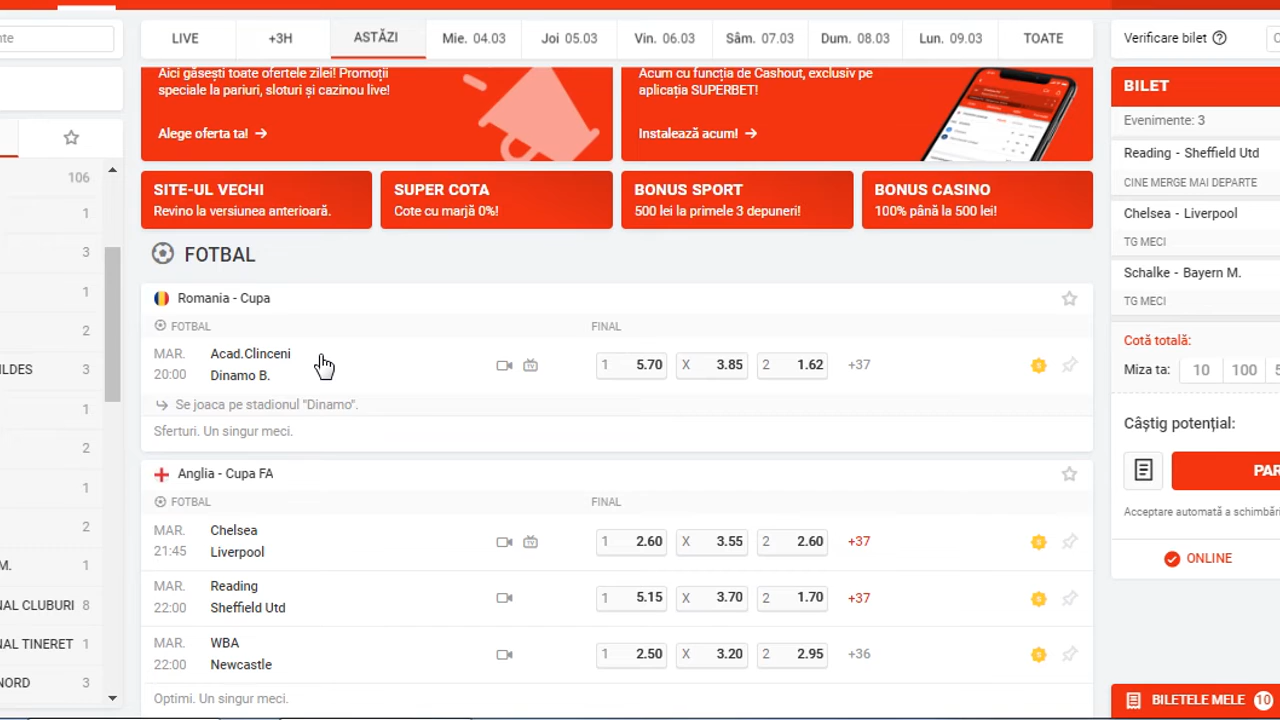 nte
LIVE
+3H
ASTĂZI
Mie. 04.03
Joi 05.03
Vin. 06.03
Sâm. 07.03
Dum. 08.03
Lun. 09.03
TOATE
Verificare bilet
Aici găsești toate ofertele zilei! Promoții
speciale la pariuri, sloturi și cazinou live!
Alege oferta ta! →
Acum cu funcția de Cashout, exclusiv pe
aplicația SUPERBET!
Instalează acum! →
SITE-UL VECHI
Revino la versiunea anterioară.
SUPER COTA
Cote cu marjă 0%!
BONUS SPORT
500 lei la primele 3 depuneri!
BONUS CASINO
100% până la 500 lei!
106
1
3
1
2
ILDES 3
1
2
1
2
M. 1
NAL CLUBURI 8
NAL TINERET 1
NORD 3
FOTBAL
Romania - Cupa
FOTBAL FINAL
MAR. 20:00
Acad.Clinceni
Dinamo B.
1 5.70 X 3.85 2 1.62 +37
Se joaca pe stadionul "Dinamo".
Sferturi. Un singur meci.
Anglia - Cupa FA
FOTBAL FINAL
MAR. 21:45
Chelsea
Liverpool
1 2.60 X 3.55 2 2.60 +37
MAR. 22:00
Reading
Sheffield Utd
1 5.15 X 3.70 2 1.70 +37
MAR. 22:00
WBA
Newcastle
1 2.50 X 3.20 2 2.95 +36
Optimi. Un singur meci.
BILET
Evenimente: 3
Reading - Sheffield Utd
CINE MERGE MAI DEPARTE
Chelsea - Liverpool
TG MECI
Schalke - Bayern M.
TG MECI
Cotă totală:
Miza ta: 10 100
Câștig potențial:
PAR
Acceptare automată a schimbări
ONLINE
BILETELE MELE 10